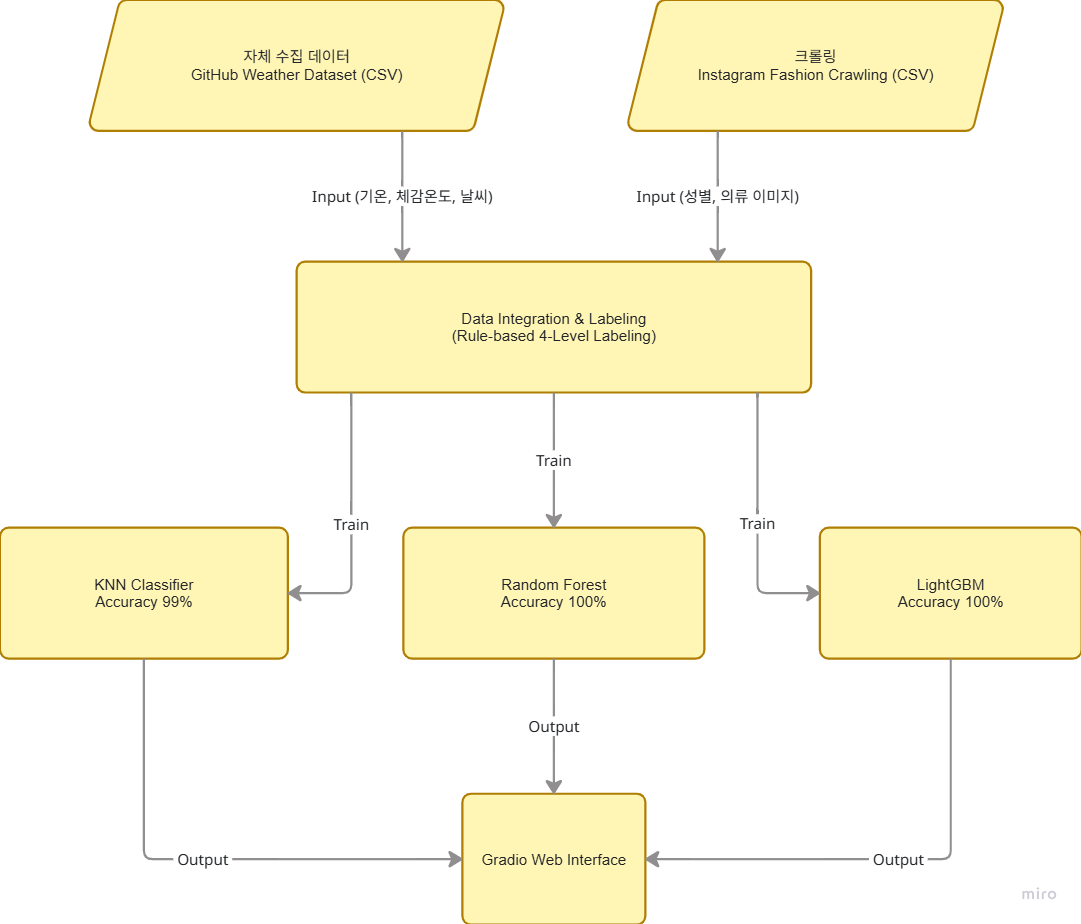 자체 수집 데이터
GitHub Weather Dataset (CSV)
크롤링
Instagram Fashion Crawling (CSV)
Input (기온, 체감온도, 날씨)
Input (성별, 의류 이미지)
Data Integration & Labeling
(Rule-based 4-Level Labeling)
Train
Train
Train
KNN Classifier
Accuracy 99%
Random Forest
Accuracy 100%
LightGBM
Accuracy 100%
Output
Output
Gradio Web Interface
Output
miro